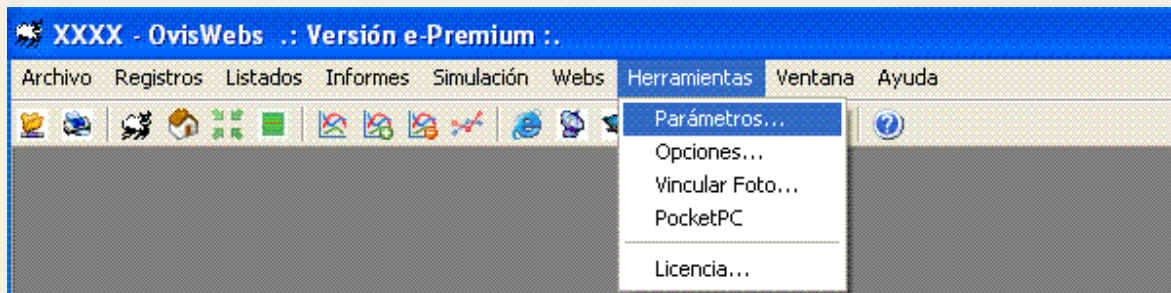 XXXX - OvisWebs .: Versión e-Premium :.
Archivo Registros Listados Informes Simulación Webs Herramientas Ventana Ayuda
Parámetros...
Opciones...
Vincular Foto...
PocketPC
Licencia...